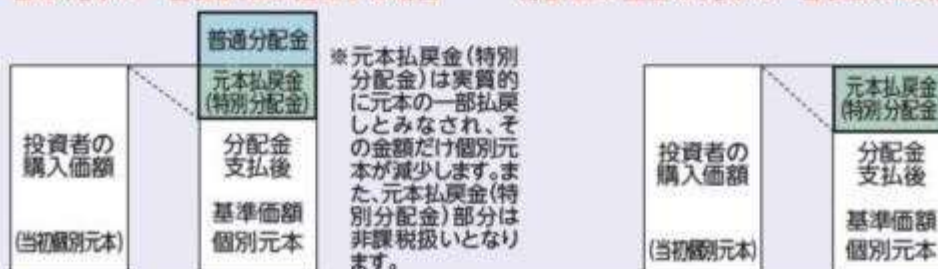 普通分配金
元本払戻金
(特別分配金)
投資者の
購入価額
(当初個別元本)
分配金
支払後
基準価額
個別元本
※元本払戻金(特別
分配金)は実質的
に元本の一部払戻
しとみなされ、そ
の金額だけ個別元
本が減少します。ま
た、元本払戻金(特
別分配金)部分は
非課税扱いとなり
ます。
投資者の
購入価額
(当初個別元本)
元本払戻金
(特別分配金
分配金
支払後
基準価額
個別元本